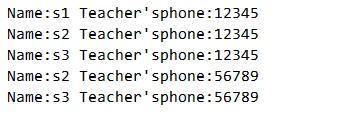 Name:s1 Teacher'sphone:12345
Name:s2 Teacher'sphone:12345
Name:s3 Teacher'sphone:12345
Name:s2 Teacher'sphone:56789
Name:s3 Teacher'sphone:56789